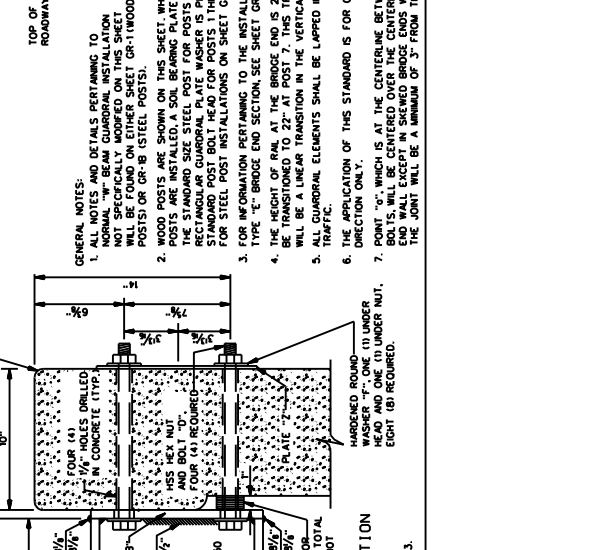 TOP OF
ROADWAY
GENERAL NOTES:
1. ALL NOTES AND DETAILS PERTAINING TO
NORMAL "W" BEAM GUARDRAIL INSTALLATION
NOT SPECIFICALLY MODIFIED ON THIS SHEET
WILL BE FOUND ON EITHER SHEET GR-1 (WOOD
POSTS) OR GR-1B (STEEL POSTS).
2. WOOD POSTS ARE SHOWN ON THIS SHEET.
POSTS ARE INSTALLED, A SOIL BEARING PLATE
THE STANDARD SIZE STEEL POST FOR POSTS
RECTANGULAR GUARDRAIL PLATE WASHER IS
STANDARD POST BOLT HEAD FOR POSTS 1
FOR STEEL POST INSTALLATIONS ON SHEET
3. FOR INFORMATION PERTAINING TO THE
TYPE "E" BRIDGE END SECTION, SEE SHEET
4. THE HEIGHT OF RAIL AT THE BRIDGE END IS
BE TRANSITIONED TO 22" AT POST 7. THIS
WILL BE A LINEAR TRANSITION IN THE
5. ALL GUARDRAIL ELEMENTS SHALL BE LAPPED
TRAFFIC.
6. THE APPLICATION OF THIS STANDARD IS FOR
DIRECTION ONLY.
7. POINT "o", WHICH IS AT THE CENTERLINE
BOLTS, WILL BE CENTERED OVER THE
END WALL EXCEPT IN SKEWED BRIDGE ENDS
THE JOINT WILL BE A MINIMUM OF 3" FROM
14"
6⅜"
7⅝"
3¹³⁄₁₆"
3¹³⁄₁₆"
10"
FOUR (4)
1⅛" HOLES DRILLED
IN CONCRETE (TYP.)
HSS HEX NUT
AND BOLT "D"
FOUR (4) REQUIRED
PLATE "Z"
1"
HARDENED ROUND
WASHER "F". ONE (1) UNDER
HEAD AND ONE (1) UNDER NUT,
EIGHT (8) REQUIRED.
TOTAL